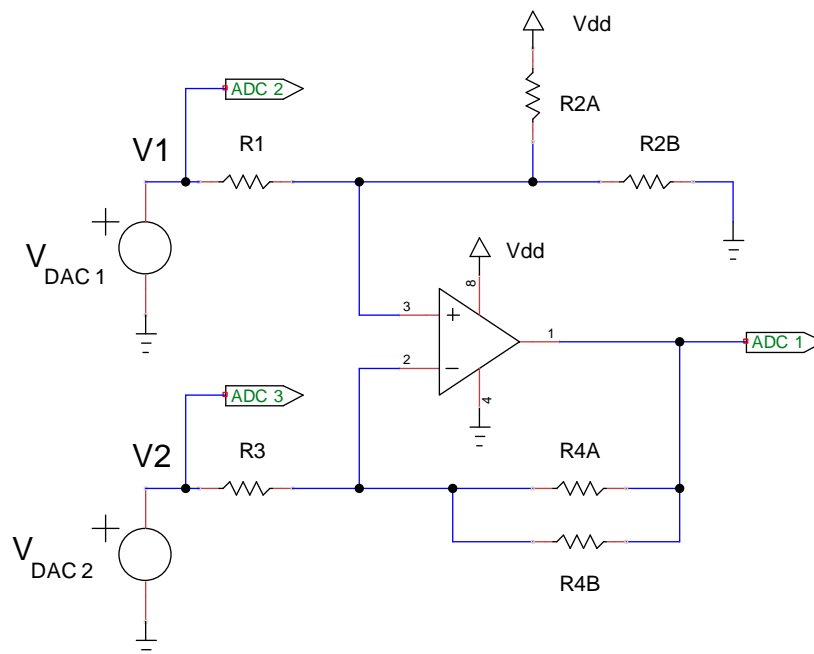 Vdd
ADC 2
R2A
V1
R1
R2B
+
V DAC 1
Vdd
8
3
+
1
ADC 1
2
−
4
ADC 3
V2
R3
R4A
+
V DAC 2
R4B